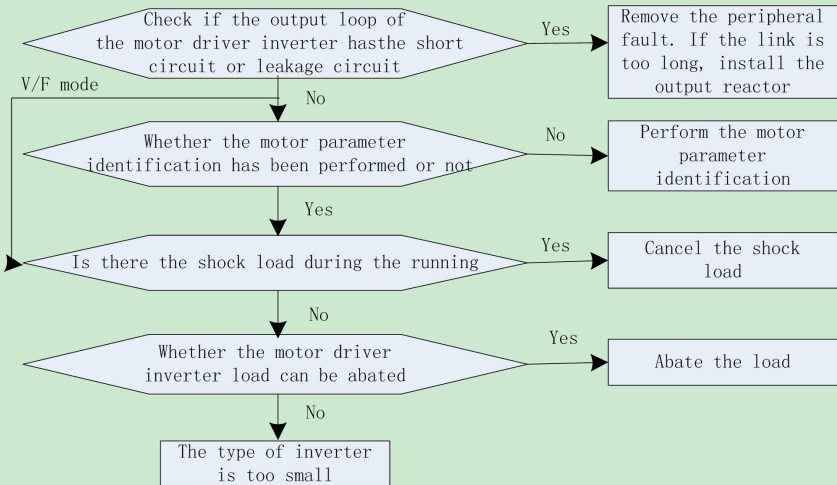 Check if the output loop of
the motor driver inverter hasthe short
circuit or leakage circuit
Yes
Remove the peripheral
fault. If the link is
too long, install the
output reactor
V/F mode
No
Whether the motor parameter
identification has been performed or not
No
Perform the motor
parameter
identification
Yes
Is there the shock load during the running
Yes
Cancel the shock
load
No
Whether the motor driver
inverter load can be abated
Yes
Abate the load
No
The type of inverter
is too small